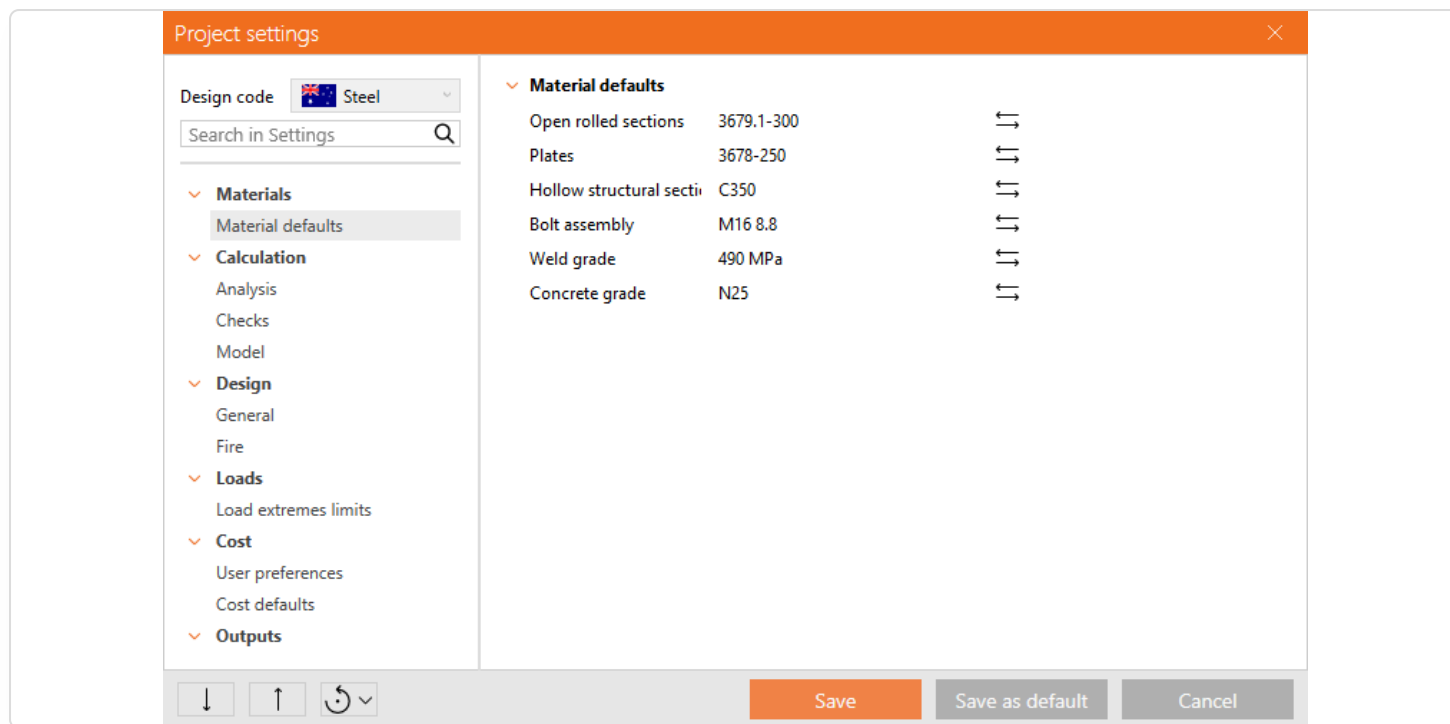 Project settings
Design code Steel
Search in Settings
Materials
Material defaults
Calculation
Analysis
Checks
Model
Design
General
Fire
Loads
Load extremes limits
Cost
User preferences
Cost defaults
Outputs
Material defaults
Open rolled sections 3679.1-300
Plates 3678-250
Hollow structural secti C350
Bolt assembly M16 8.8
Weld grade 490 MPa
Concrete grade N25
Save Save as default Cancel